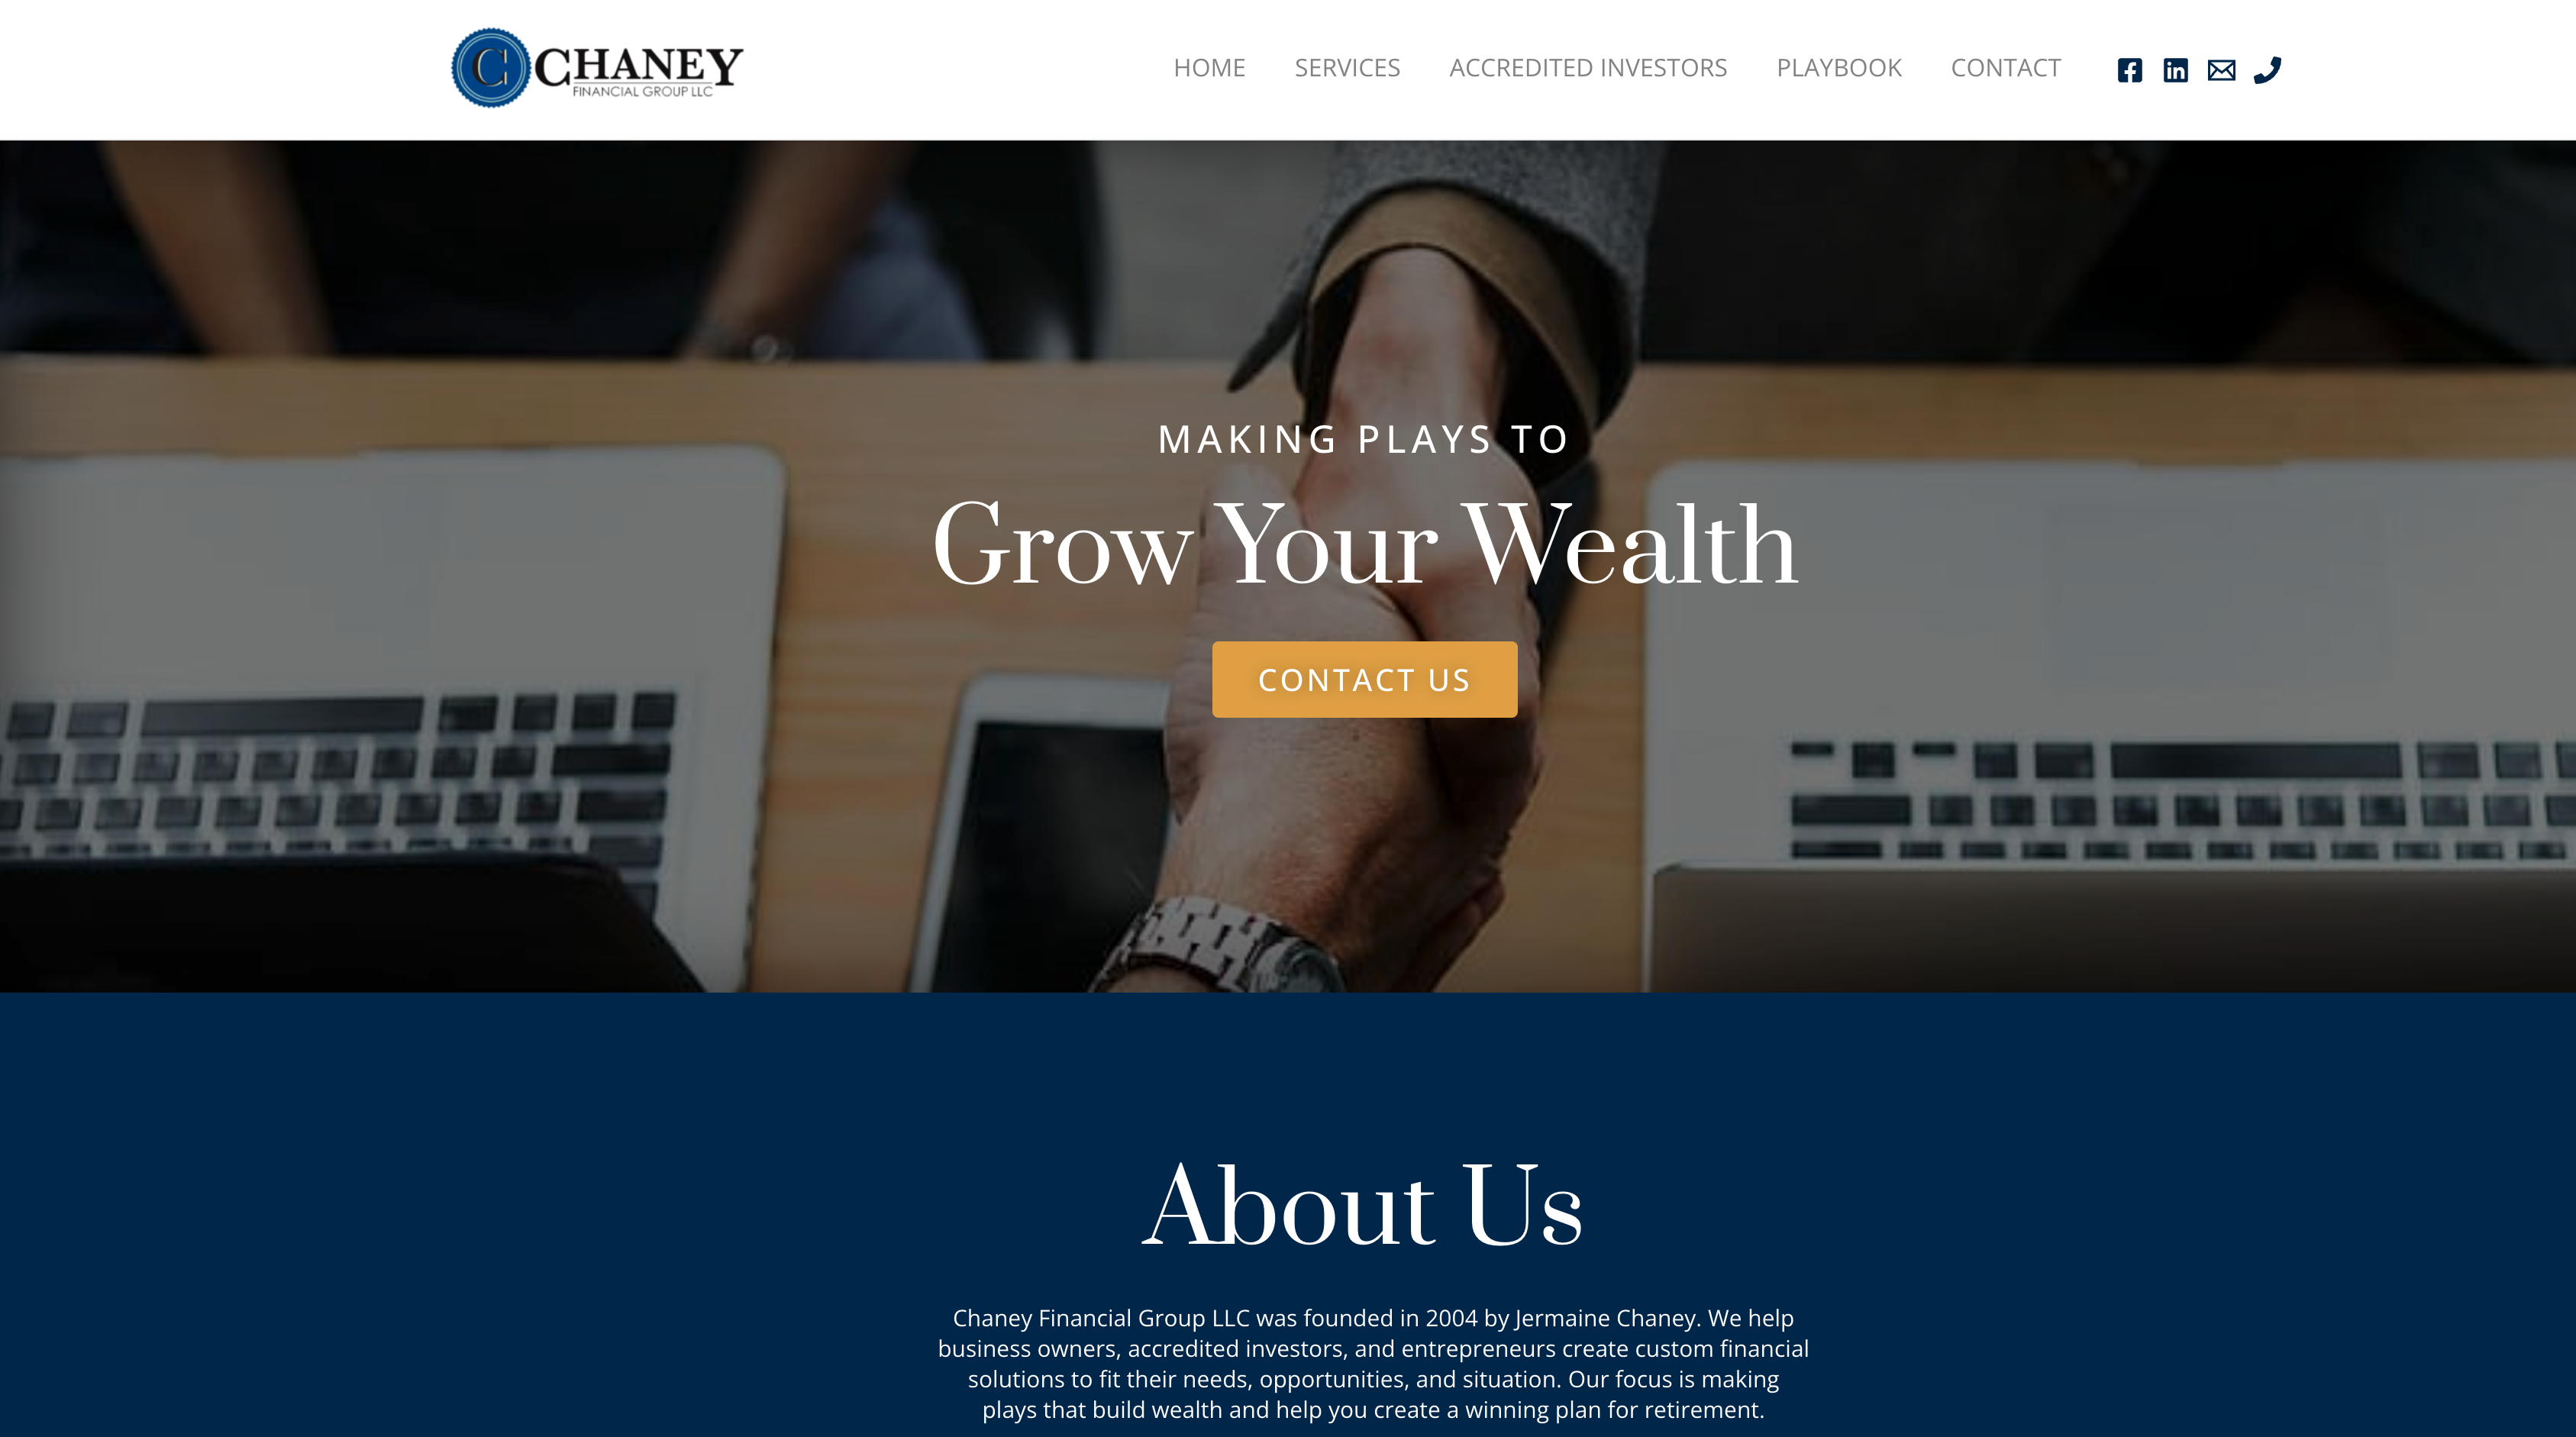 C CHANEY
FINANCIAL GROUP LLC
HOME SERVICES ACCREDITED INVESTORS PLAYBOOK CONTACT
MAKING PLAYS TO
Grow Your Wealth
CONTACT US
About Us
Chaney Financial Group LLC was founded in 2004 by Jermaine Chaney. We help
business owners, accredited investors, and entrepreneurs create custom financial
solutions to fit their needs, opportunities, and situation. Our focus is making
plays that build wealth and help you create a winning plan for retirement.